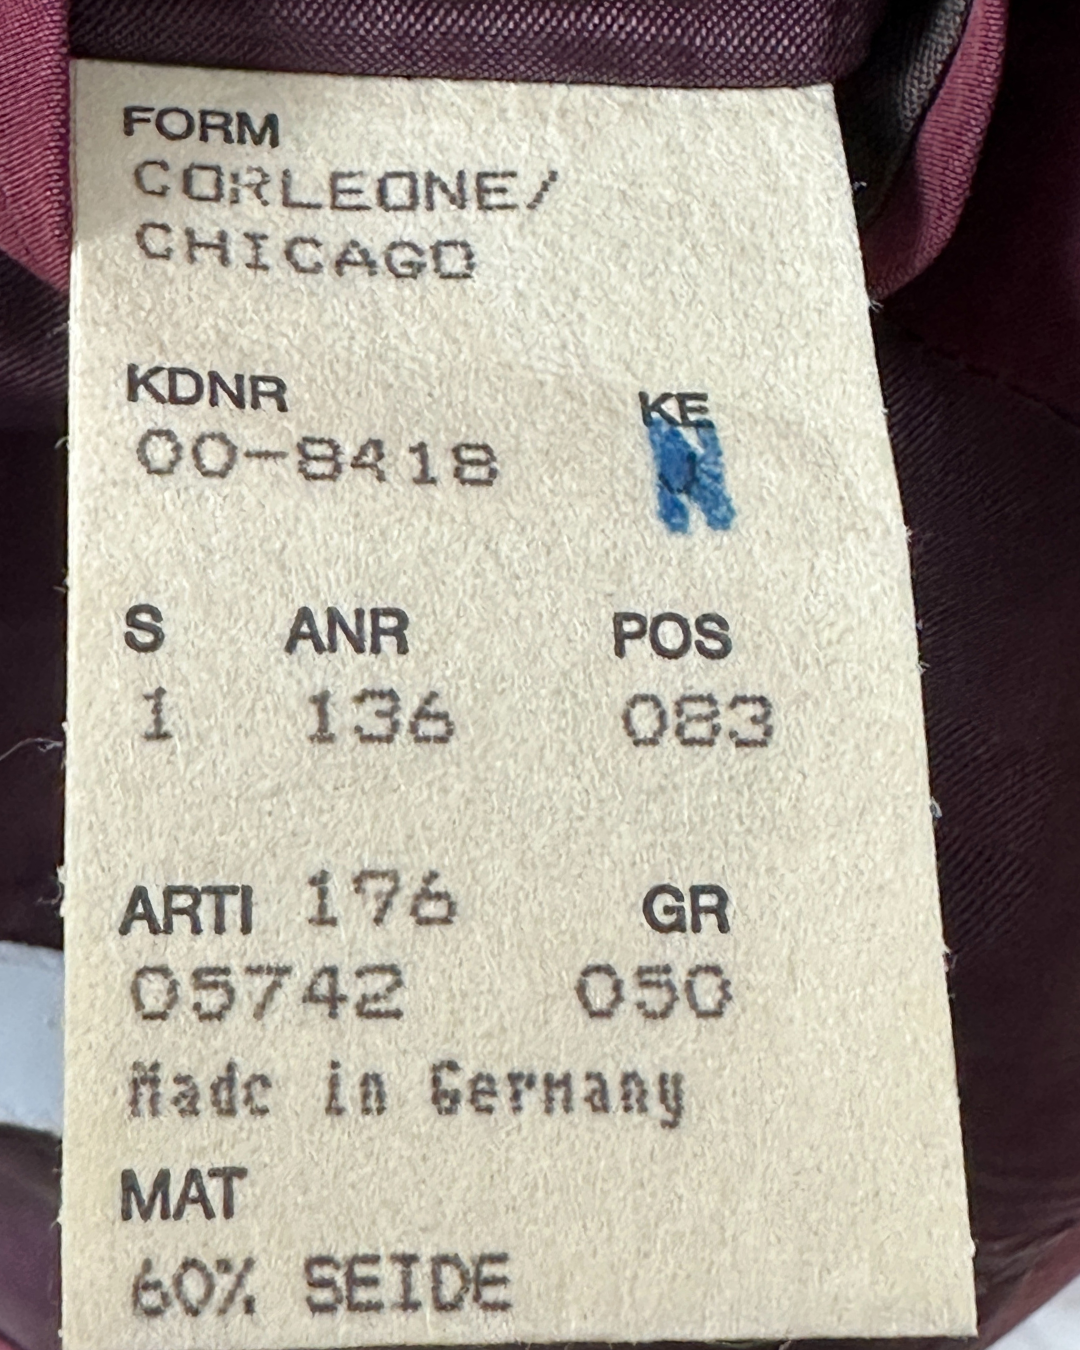 FORM
CORLEONE/
CHICAGO
KDNR KE
00-8418
S ANR POS
1 136 083
ARTI 176 GR
05742 050
Made in Germany
MAT
60% SEIDE